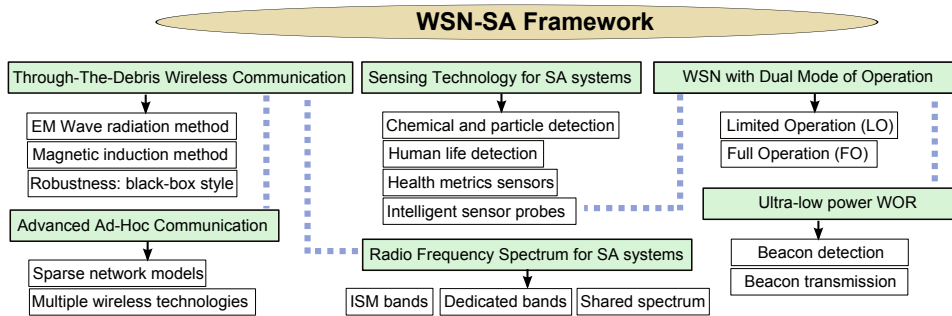 WSN-SA Framework
Through-The-Debris Wireless Communication
EM Wave radiation method
Magnetic induction method
Robustness: black-box style
Advanced Ad-Hoc Communication
Sparse network models
Multiple wireless technologies
Sensing Technology for SA systems
Chemical and particle detection
Human life detection
Health metrics sensors
Intelligent sensor probes
Radio Frequency Spectrum for SA systems
ISM bands
Dedicated bands
Shared spectrum
WSN with Dual Mode of Operation
Limited Operation (LO)
Full Operation (FO)
Ultra-low power WOR
Beacon detection
Beacon transmission